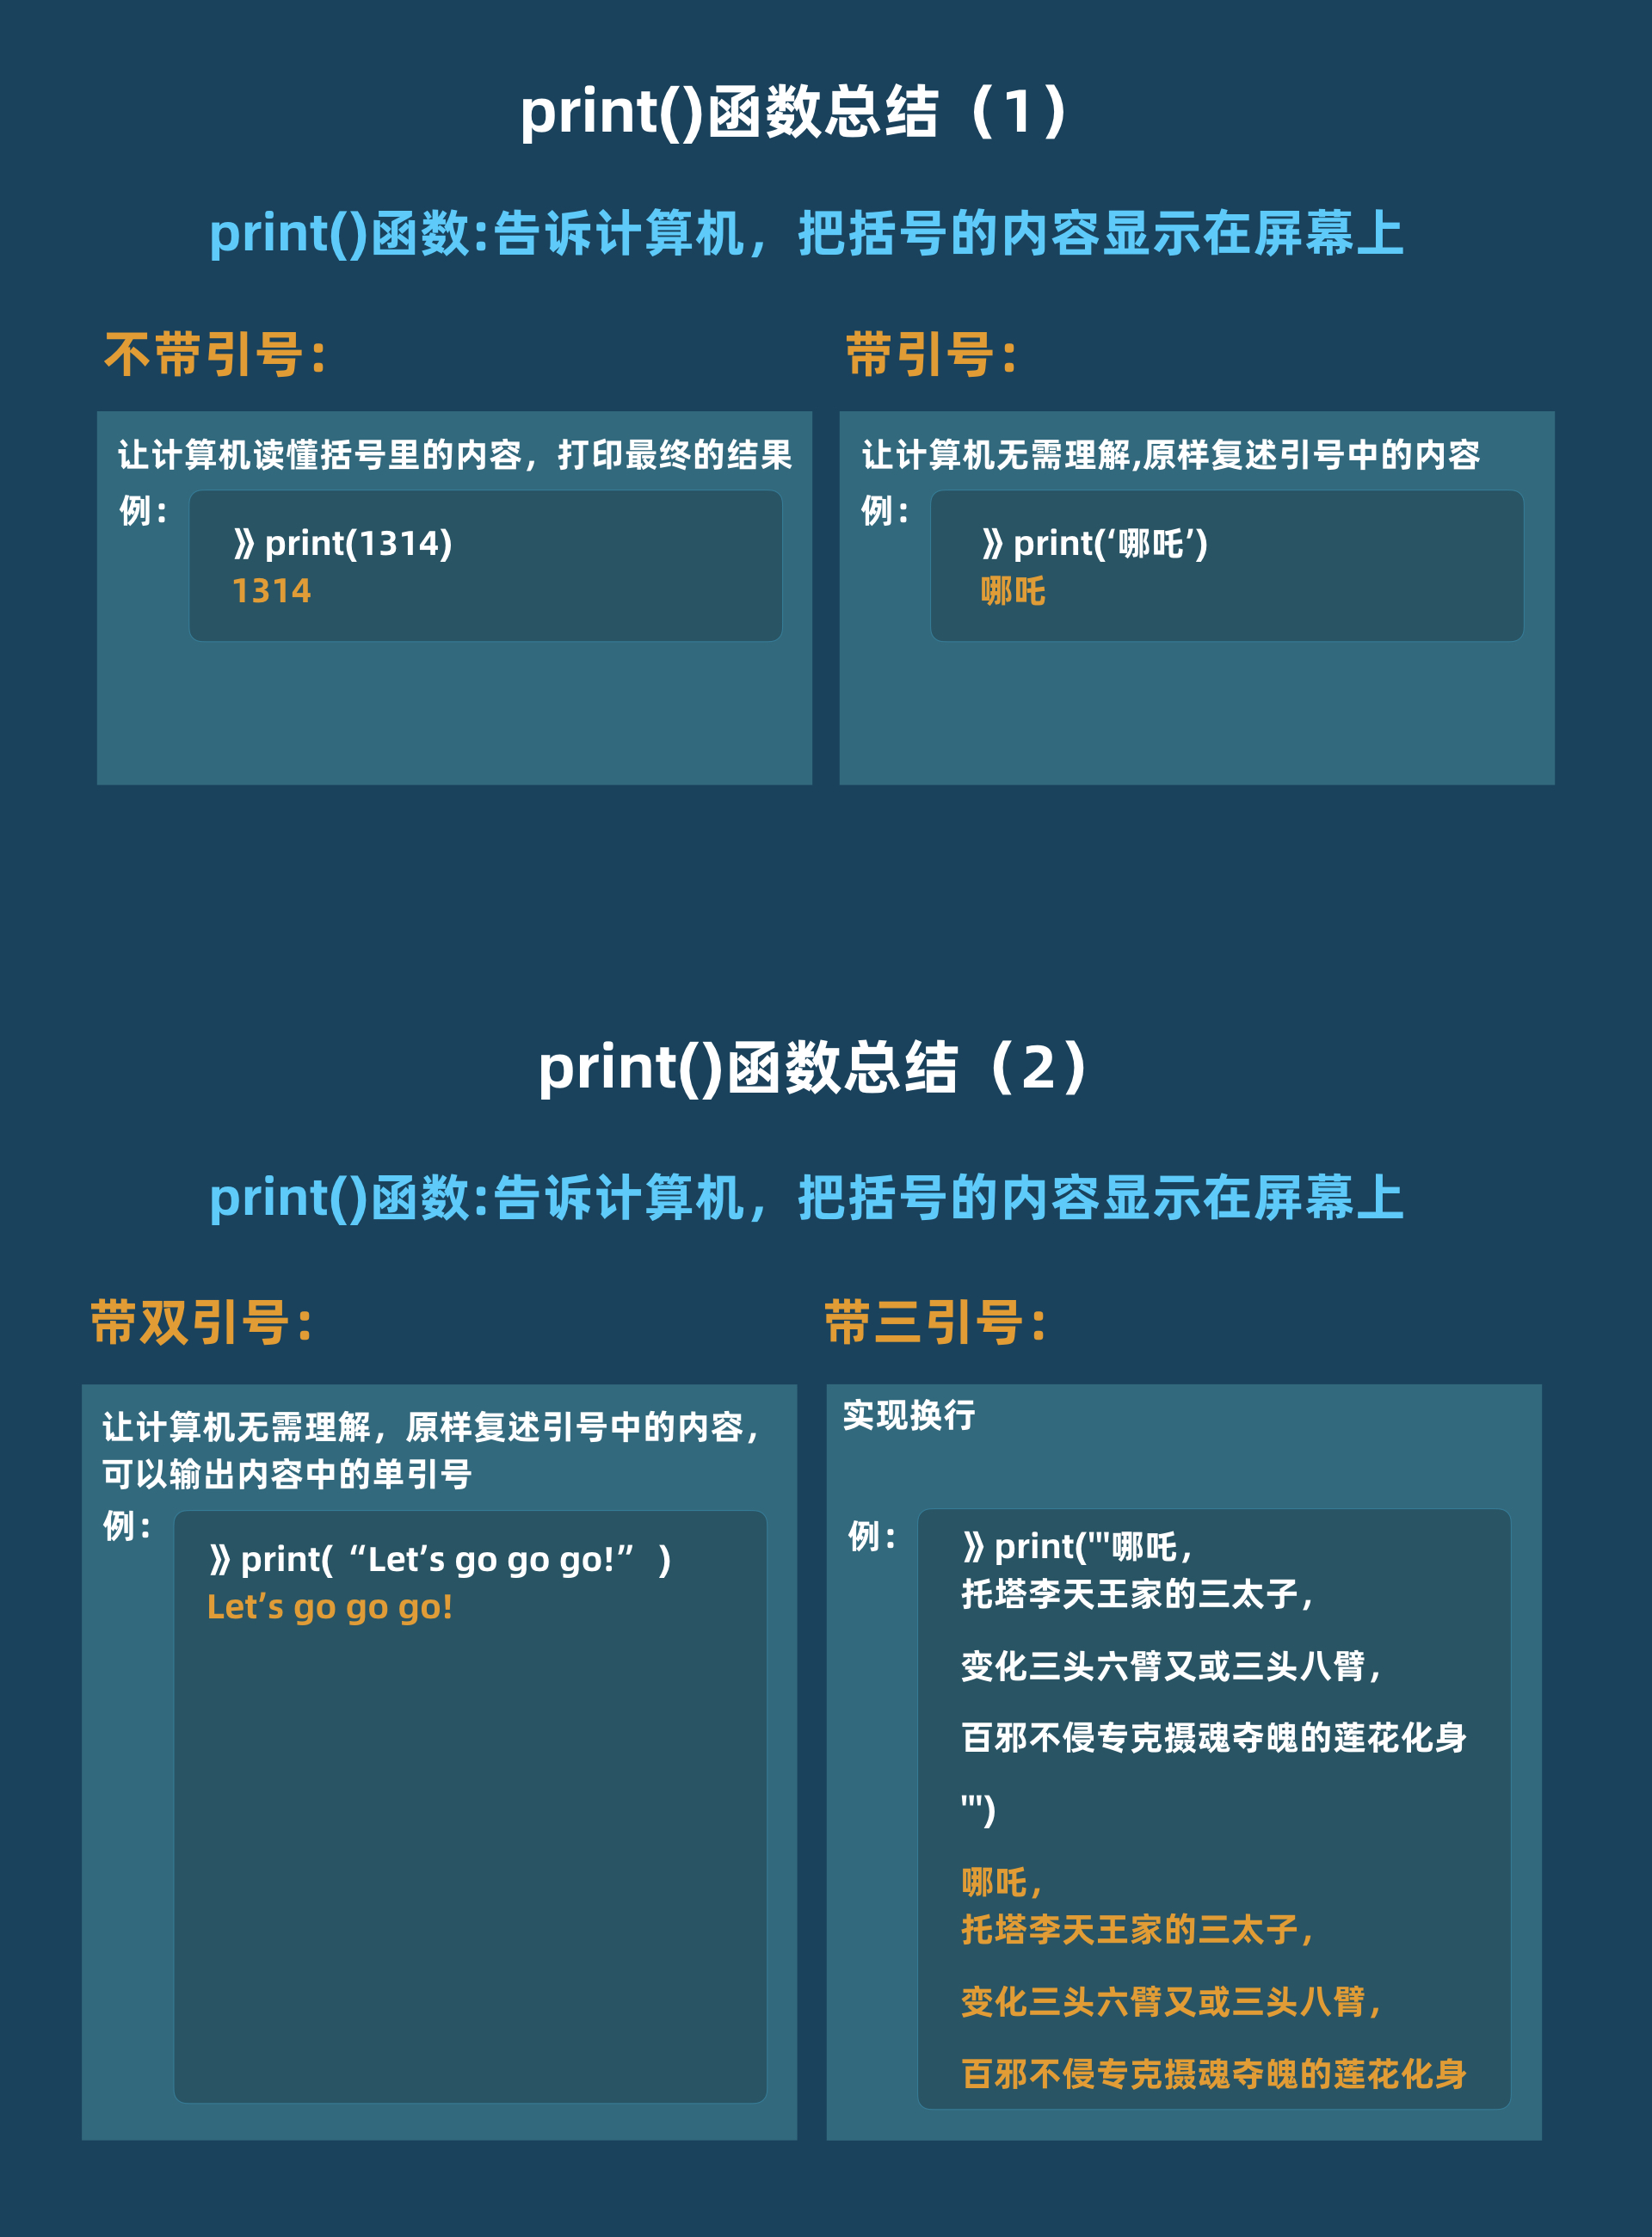 print()函数总结（1）
print()函数:告诉计算机，把括号的内容显示在屏幕上
不带引号：
让计算机读懂括号里的内容，打印最终的结果
例：
》print(1314)
1314
带引号：
让计算机无需理解,原样复述引号中的内容
例：
》print(‘哪吒’)
哪吒
print()函数总结（2）
print()函数:告诉计算机，把括号的内容显示在屏幕上
带双引号：
让计算机无需理解，原样复述引号中的内容，
可以输出内容中的单引号
例：
》print(“Let’s go go go!”)
Let’s go go go!
带三引号：
实现换行
例：
》print('''哪吒，
托塔李天王家的三太子，
变化三头六臂又或三头八臂，
百邪不侵专克摄魂夺魄的莲花化身
''')
哪吒，
托塔李天王家的三太子，
变化三头六臂又或三头八臂，
百邪不侵专克摄魂夺魄的莲花化身